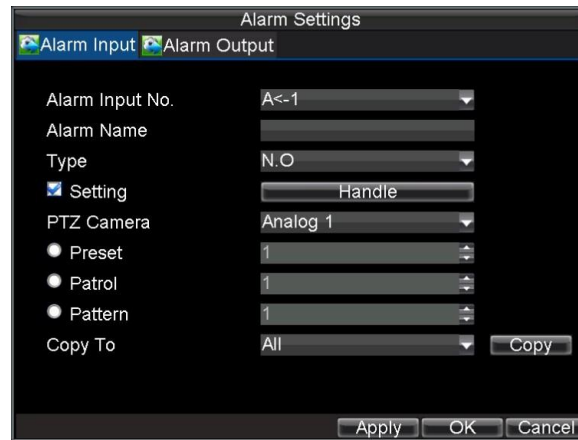 Alarm Settings
Alarm Input Alarm Output
Alarm Input No. A<-1
Alarm Name
Type N.O
Setting Handle
PTZ Camera Analog 1
Preset 1
Patrol 1
Pattern 1
Copy To All Copy
Apply OK Cancel